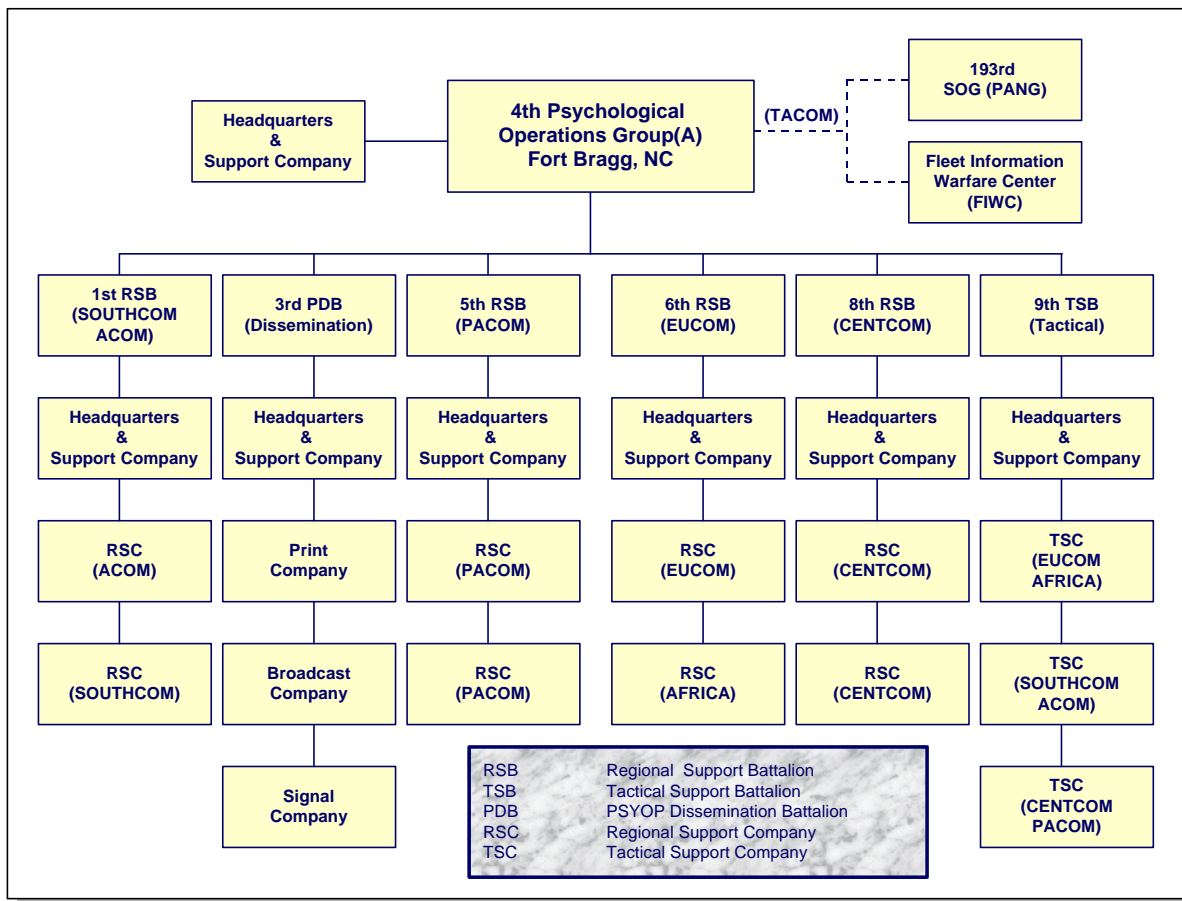 193rd
SOG (PANG)
4th Psychological
Operations Group(A)
Fort Bragg, NC
(TACOM)
Headquarters
&
Support Company
Fleet Information
Warfare Center
(FIWC)
1st RSB
(SOUTHCOM
ACOM)
3rd PDB
(Dissemination)
5th RSB
(PACOM)
6th RSB
(EUCOM)
8th RSB
(CENTCOM)
9th TSB
(Tactical)
Headquarters
&
Support Company
Headquarters
&
Support Company
Headquarters
&
Support Company
Headquarters
&
Support Company
Headquarters
&
Support Company
Headquarters
&
Support Company
RSC
(ACOM)
Print
Company
RSC
(PACOM)
RSC
(EUCOM)
RSC
(CENTCOM)
TSC
(EUCOM
AFRICA)
RSC
(SOUTHCOM)
Broadcast
Company
RSC
(PACOM)
RSC
(AFRICA)
RSC
(CENTCOM)
TSC
(SOUTHCOM
ACOM)
Signal
Company
TSC
(CENTCOM
PACOM)
RSB Regional Support Battalion
TSB Tactical Support Battalion
PDB PSYOP Dissemination Battalion
RSC Regional Support Company
TSC Tactical Support Company